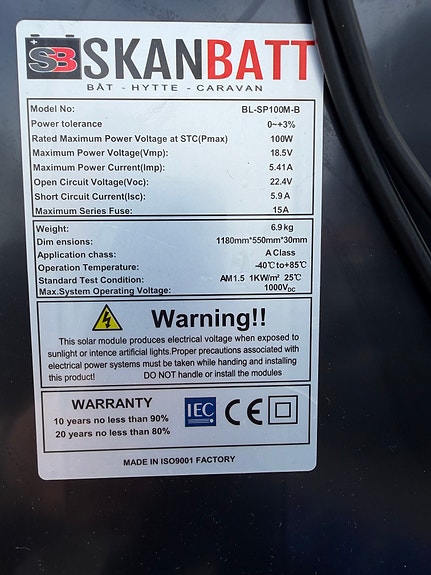 SB SKANBATT
BÅT - HYTTE - CARAVAN
Model No: BL-SP100M-B
Power tolerance 0~+3%
Rated Maximum Power Voltage at STC(Pmax) 100W
Maximum Power Voltage(Vmp): 18.5V
Maximum Power Current(Imp): 5.41A
Open Circuit Voltage(Voc): 22.4V
Short Circuit Current(Isc): 5.9 A
Maximum Series Fuse: 15A
Weight: 6.9 kg
Dim ensions: 1180mm*550mm*30mm
Application chass: A Class
Operation Temperature: -40℃to+85℃
Standard Test Condition: AM1.5 1KW/m² 25℃
Max.System Operating Voltage: 1000VDC
Warning!!
This solar module produces electrical voltage when exposed to
sunlight or intence artificial lights.Proper precautions associated with
electrical power systems must be taken while handing and installing
this product! DO NOT handle or install the modules
WARRANTY
10 years no less than 90%
20 years no less than 80%
IEC CE
MADE IN ISO9001 FACTORY